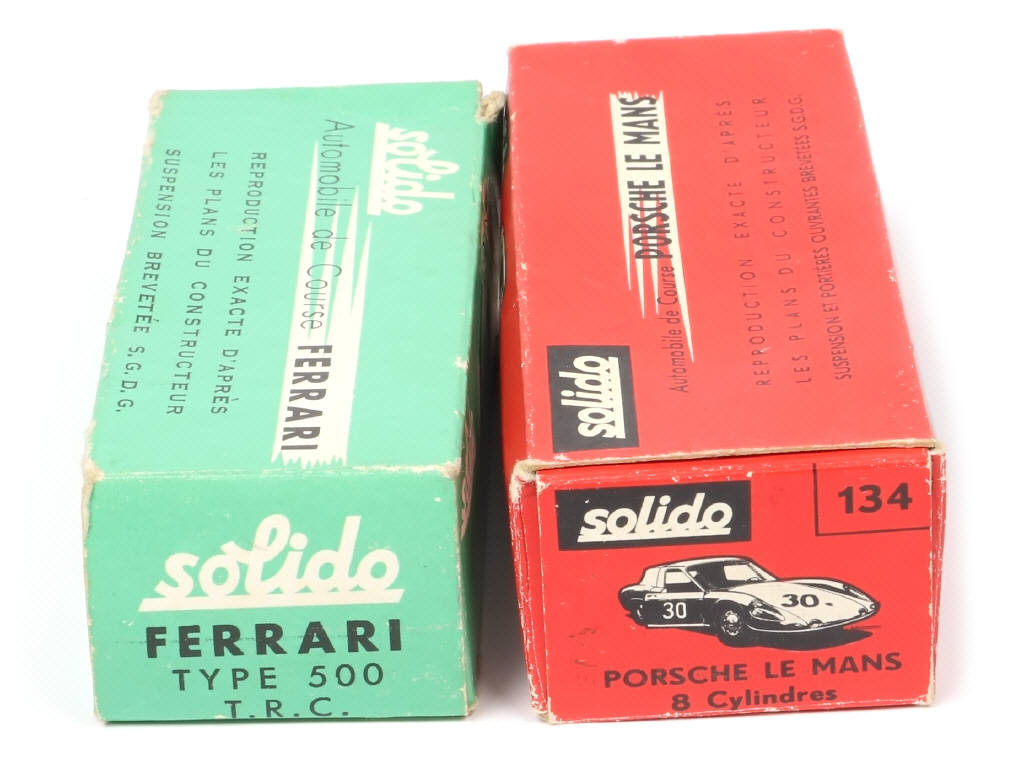 solido
Automobile de Course FERRARI
REPRODUCTION EXACTE D'APRÈS
LES PLANS DU CONSTRUCTEUR
SUSPENSION BREVETÉE S.G.D.G.
solido
FERRARI
TYPE 500
T.R.C.
solido
Automobile de Course PORSCHE LE MANS
REPRODUCTION EXACTE D'APRÈS
LES PLANS DU CONSTRUCTEUR
SUSPENSION ET PORTIÈRES OUVRANTES BREVETÉES S.G.D.G.
solido
134
30
30
PORSCHE LE MANS
8 Cylindres